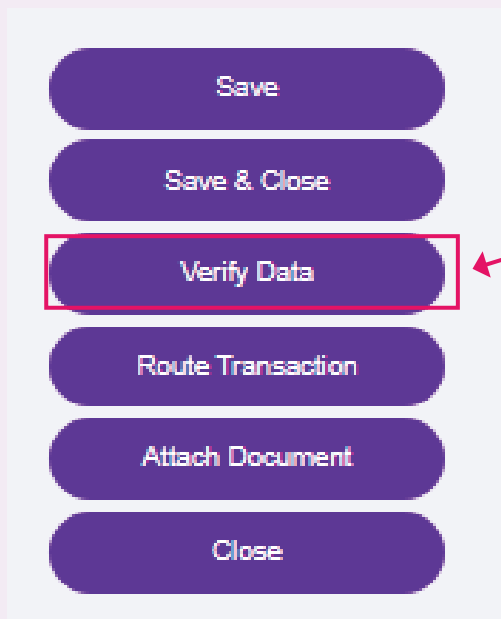 Save
Save & Close
Verify Data
Route Transaction
Attach Document
Close